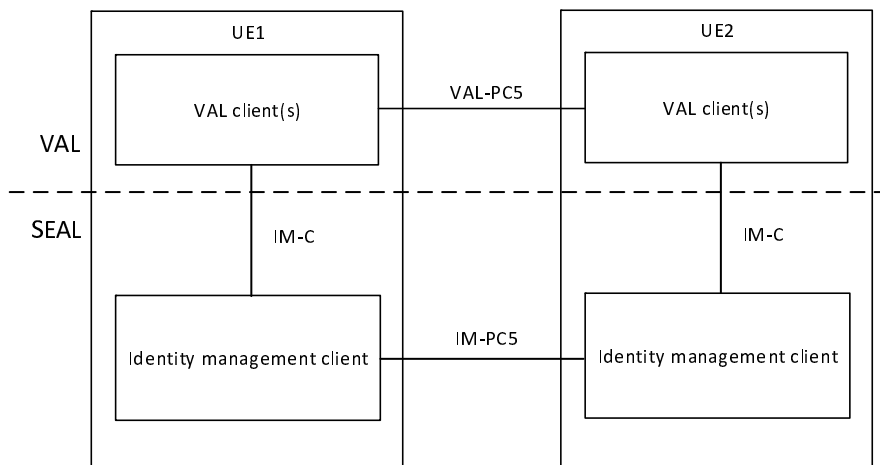 UE1
UE2
VAL client(s)
VAL-PC5
VAL client(s)
VAL
SEAL
IM-C
IM-C
Identity management client
IM-PC5
Identity management client